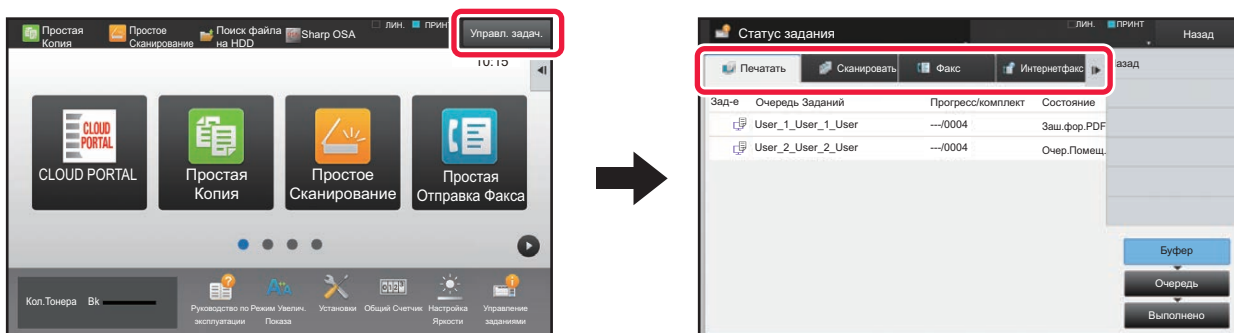 Простая
Копия
Простое
Сканирование
Поиск файла
на HDD
Sharp OSA
ЛИН.
ПРИНТ
Управл. задач.
10:15
CLOUD
PORTAL
CLOUD PORTAL
Простая
Копия
Простое
Сканирование
Простая
Отправка Факса
Кол.Тонера Bk
Руководство по
эксплуатации
Режим Увелич.
Показа
Установки
Общий Счетчик
Настройка
Яркости
Управление
заданиями
Статус задания
ЛИН.
ПРИНТ
Назад
Печатать
Сканировать
Факс
Интернетфакс
Зад-е
Очередь Заданий
Прогресс/комплект
Состояние
User_1_User_1_User
---/0004
Заш.фор.PDF
User_2_User_2_User
---/0004
Очер.Помещ.
Буфер
Очередь
Выполнено